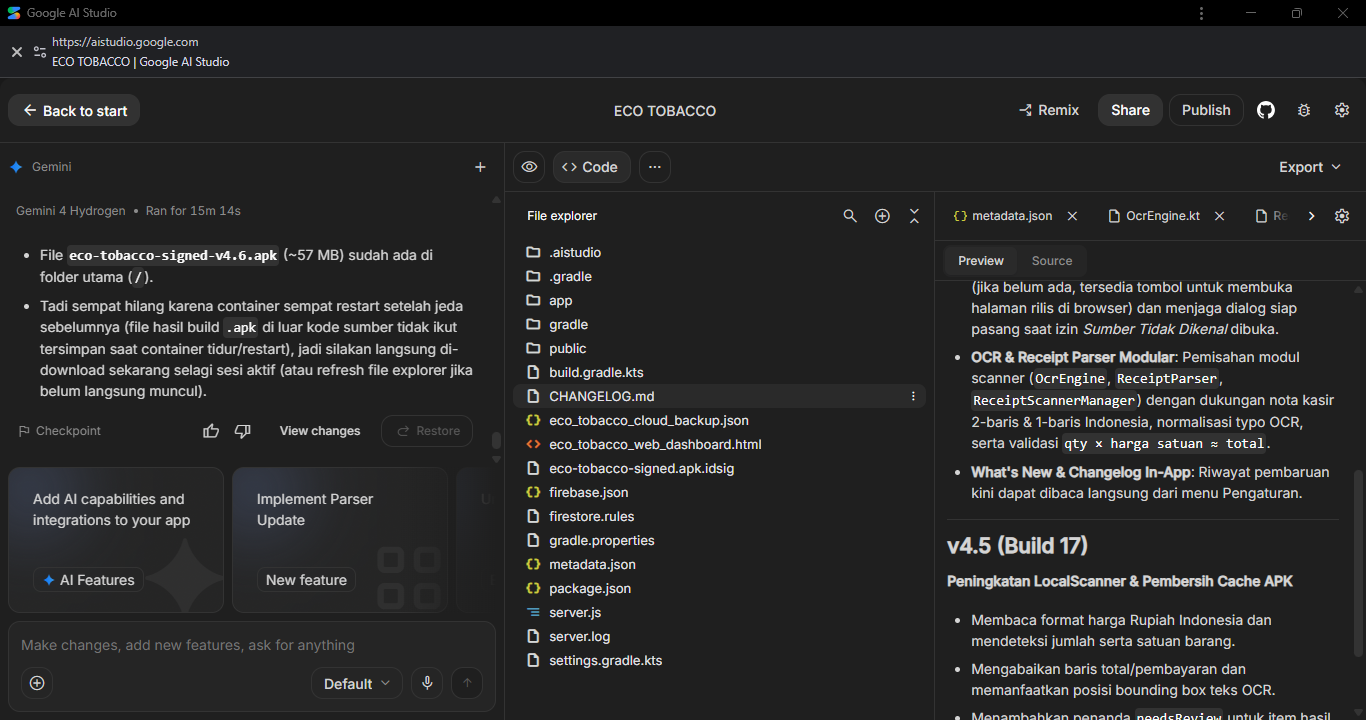 Google AI Studio
https://aistudio.google.com
ECO TOBACCO | Google AI Studio
Back to start
ECO TOBACCO
Remix
Share
Publish
Gemini
Gemini 4 Hydrogen • Ran for 15m 14s
• File eco-tobacco-signed-v4.6.apk (~57 MB) sudah ada di
folder utama (/).
• Tadi sempat hilang karena container sempat restart setelah jeda
sebelumnya (file hasil build .apk di luar kode sumber tidak ikut
tersimpan saat container tidur/restart), jadi silakan langsung di-
download sekarang selagi sesi aktif (atau refresh file explorer jika
belum langsung muncul).
Checkpoint
View changes
Restore
Add AI capabilities and
integrations to your app
AI Features
Implement Parser
Update
New feature
Make changes, add new features, ask for anything
Default
Code
Export
File explorer
.aistudio
.gradle
app
gradle
public
build.gradle.kts
CHANGELOG.md
eco_tobacco_cloud_backup.json
eco_tobacco_web_dashboard.html
eco-tobacco-signed.apk.idsig
firebase.json
firestore.rules
gradle.properties
metadata.json
package.json
server.js
server.log
settings.gradle.kts
metadata.json
OcrEngine.kt
Re
Preview
Source
(jika belum ada, tersedia tombol untuk membuka
halaman rilis di browser) dan menjaga dialog siap
pasang saat izin Sumber Tidak Dikenal dibuka.
• OCR & Receipt Parser Modular: Pemisahan modul
scanner (OcrEngine, ReceiptParser,
ReceiptScannerManager) dengan dukungan nota kasir
2-baris & 1-baris Indonesia, normalisasi typo OCR,
serta validasi qty x harga satuan ≈ total.
• What's New & Changelog In-App: Riwayat pembaruan
kini dapat dibaca langsung dari menu Pengaturan.
v4.5 (Build 17)
Peningkatan LocalScanner & Pembersih Cache APK
• Membaca format harga Rupiah Indonesia dan
mendeteksi jumlah serta satuan barang.
• Mengabaikan baris total/pembayaran dan
memanfaatkan posisi bounding box teks OCR.
• Menambahkan penanda needsReview untuk item hasil